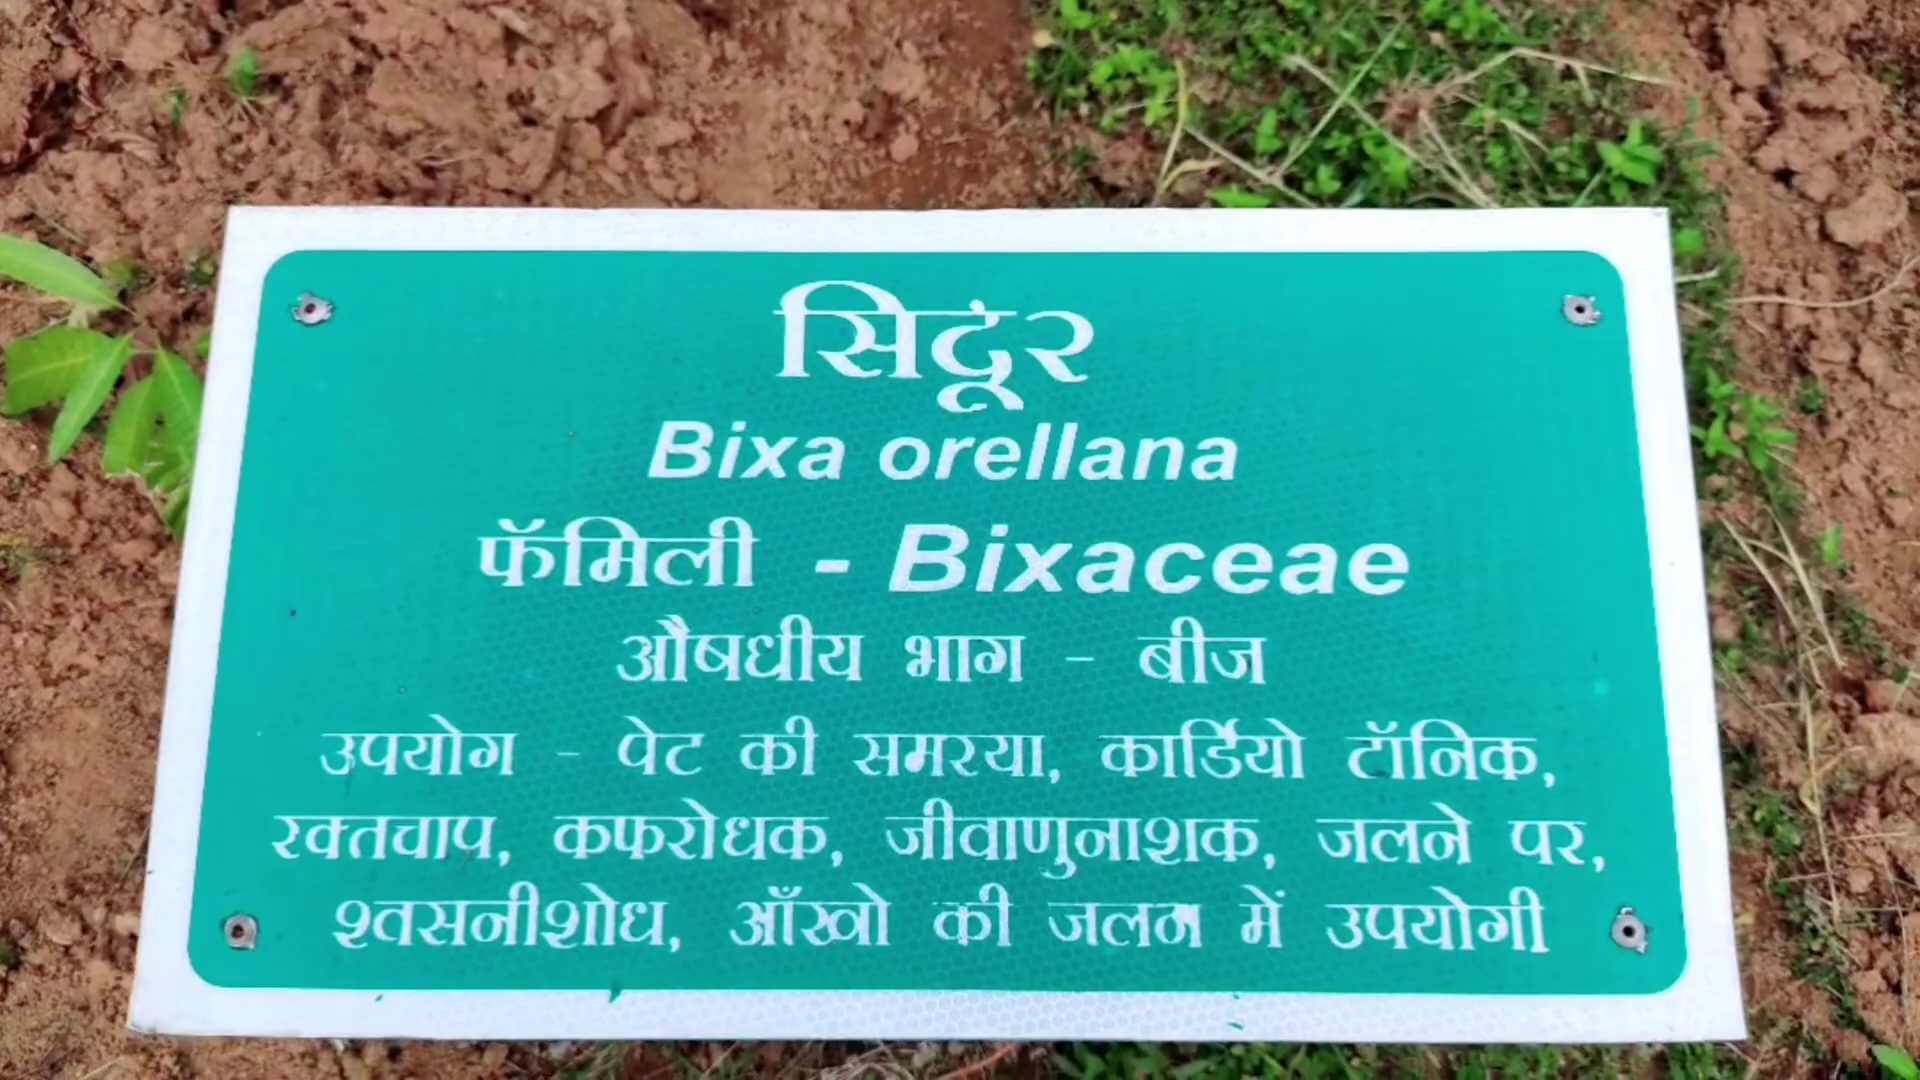 सिदूंर
Bixa orellana
फॅमिली - Bixaceae
औषधीय भाग - बीज
उपयोग - पेट की समस्या, कार्डियो टॉनिक,
रक्तचाप, कफरोधक, जीवाणुनाशक, जलने पर,
श्वसनीशोध, आँखो की जलन में उपयोगी